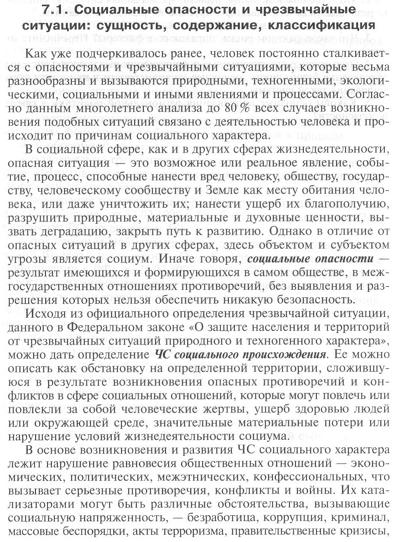 7.1. Социальные опасности и чрезвычайные
ситуации: сущность, содержание, классификация
Как уже подчеркивалось ранее, человек постоянно сталкивает-
ся с опасностями и чрезвычайными ситуациями, которые весьма
разнообразны и вызываются природными, техногенными, экологи-
ческими, социальными и иными явлениями и процессами. Соглас-
но данным многолетнего анализа до 80 % всех случаев возникно-
вения подобных ситуаций связано с деятельностью человека и про-
исходит по причинам социального характера.
В социальной сфере, как и в других сферах жизнедеятельности,
опасная ситуация — это возможное или реальное явление, собы-
тие, процесс, способные нанести вред человеку, обществу, государ-
ству, человеческому сообществу и Земле как месту обитания чело-
века, или даже уничтожить их; нанести ущерб их благополучию,
разрушить природные, материальные и духовные ценности, вы-
звать деградацию, закрыть путь к развитию. Однако в отличие от
опасных ситуаций в других сферах, здесь объектом и субъектом
угрозы является социум. Иначе говоря, социальные опасности —
результат имеющихся и формирующихся в самом обществе, в меж-
государственных отношениях противоречий, без выявления и раз-
решения которых нельзя обеспечить никакую безопасность.
Исходя из официального определения чрезвычайной ситуации,
данного в Федеральном законе «О защите населения и территорий
от чрезвычайных ситуаций природного и техногенного характера»,
можно дать определение ЧС социального происхождения. Ее можно
описать как обстановку на определенной территории, сложившу-
юся в результате возникновения опасных противоречий и кон-
фликтов в сфере социальных отношений, которые могут повлечь или
повлекли за собой человеческие жертвы, ущерб здоровью людей
или окружающей среде, значительные материальные потери или
нарушение условий жизнедеятельности социума.
В основе возникновения и развития ЧС социального характера
лежит нарушение равновесия общественных отношений — эконо-
мических, политических, межэтнических, конфессиональных, что
вызывает серьезные противоречия, конфликты и войны. Их ката-
лизаторами могут быть различные обстоятельства, вызывающие
социальную напряженность, — безработица, коррупция, криминал,
массовые беспорядки, акты терроризма, правительственные кризисы,